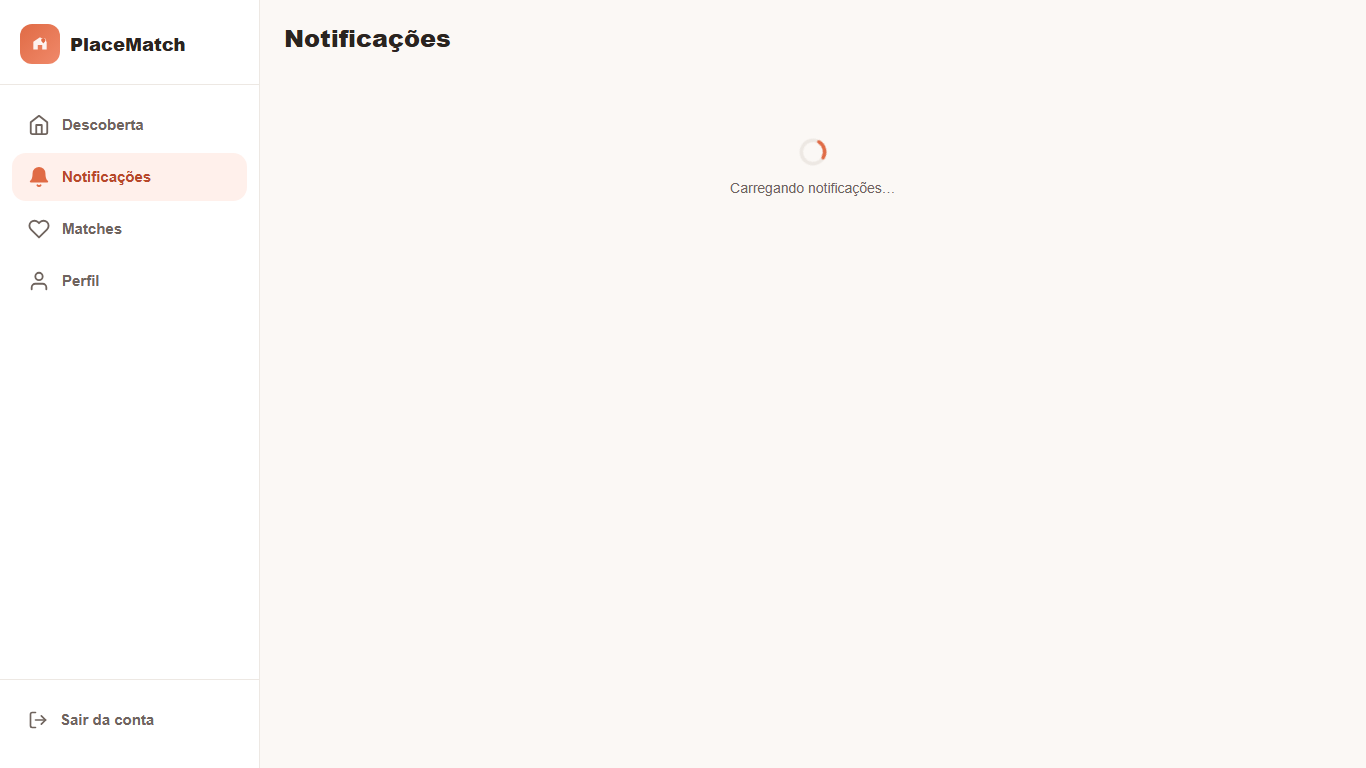 PlaceMatch
Descoberta
Notificações
Matches
Perfil
Sair da conta
Notificações
Carregando notificações…